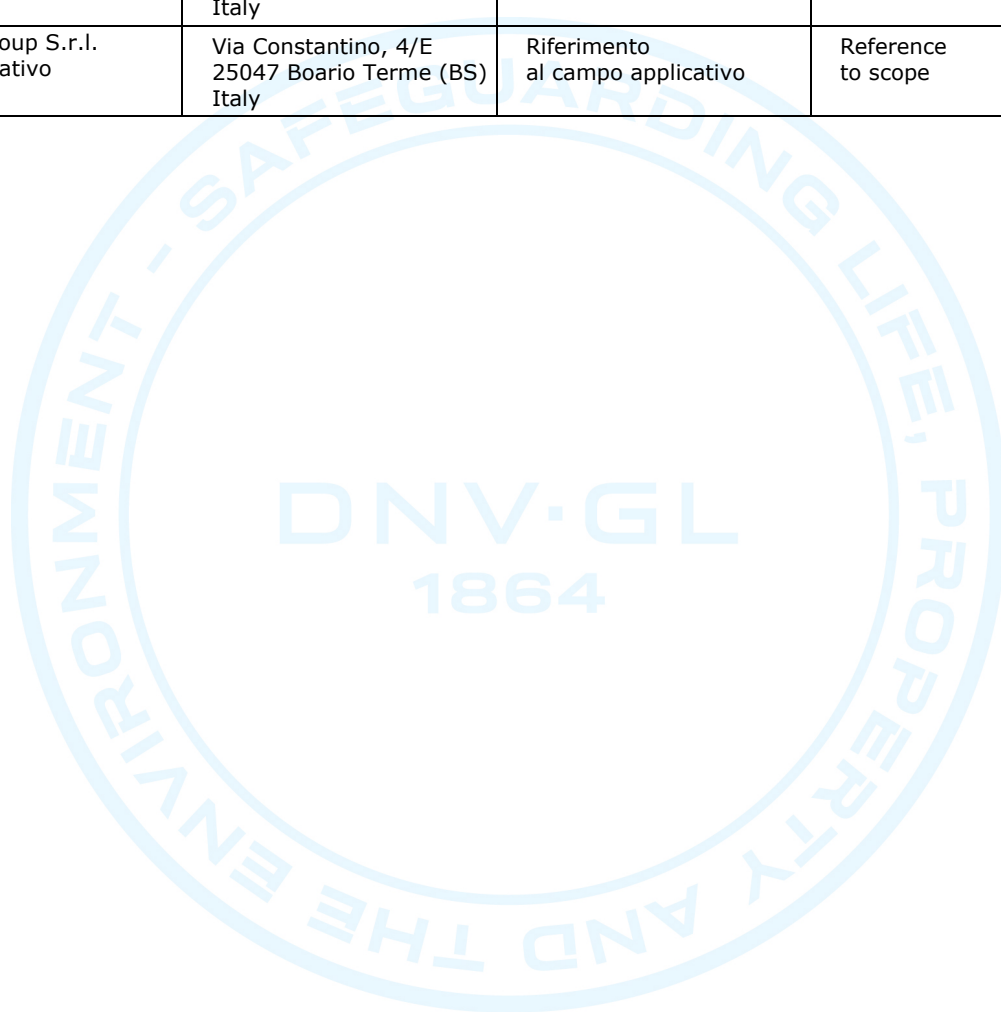 Italy
oup S.r.l.
ativo
Via Constantino, 4/E
25047 Boario Terme (BS)
Italy
Riferimento
al campo applicativo
Reference
to scope
SAFEGUARDING LIFE, PROPERTY AND THE ENVIRONMENT -
DNV·GL
1864